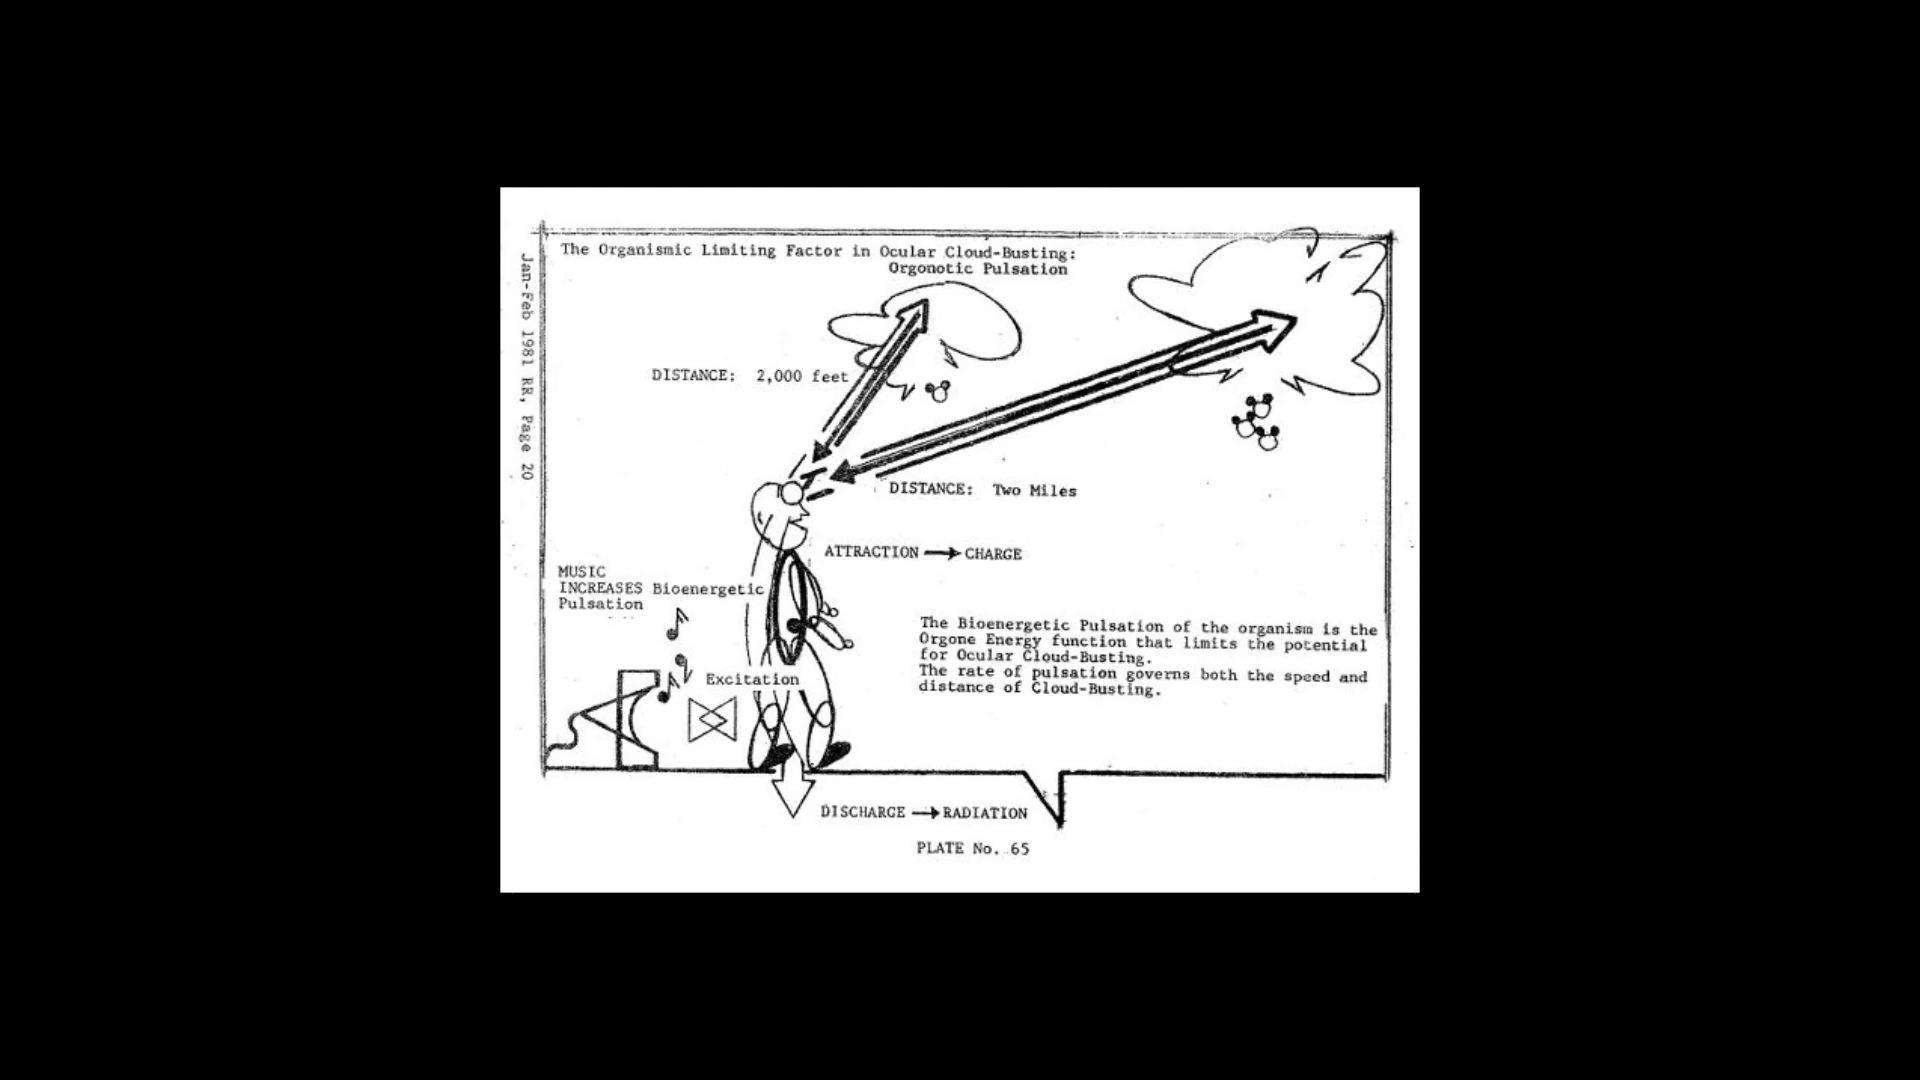 The Organismic Limiting Factor in Ocular Cloud-Busting:
Orgonotic Pulsation
Jan-Feb 1981 RR, Page 20
DISTANCE: 2,000 feet
DISTANCE: Two Miles
ATTRACTION → CHARGE
MUSIC
INCREASES Bioenergetic
Pulsation
Excitation
The Bioenergetic Pulsation of the organism is the
Orgone Energy function that limits the potential
for Ocular Cloud-Busting.
The rate of pulsation governs both the speed and
distance of Cloud-Busting.
DISCHARGE → RADIATION
PLATE No. 65